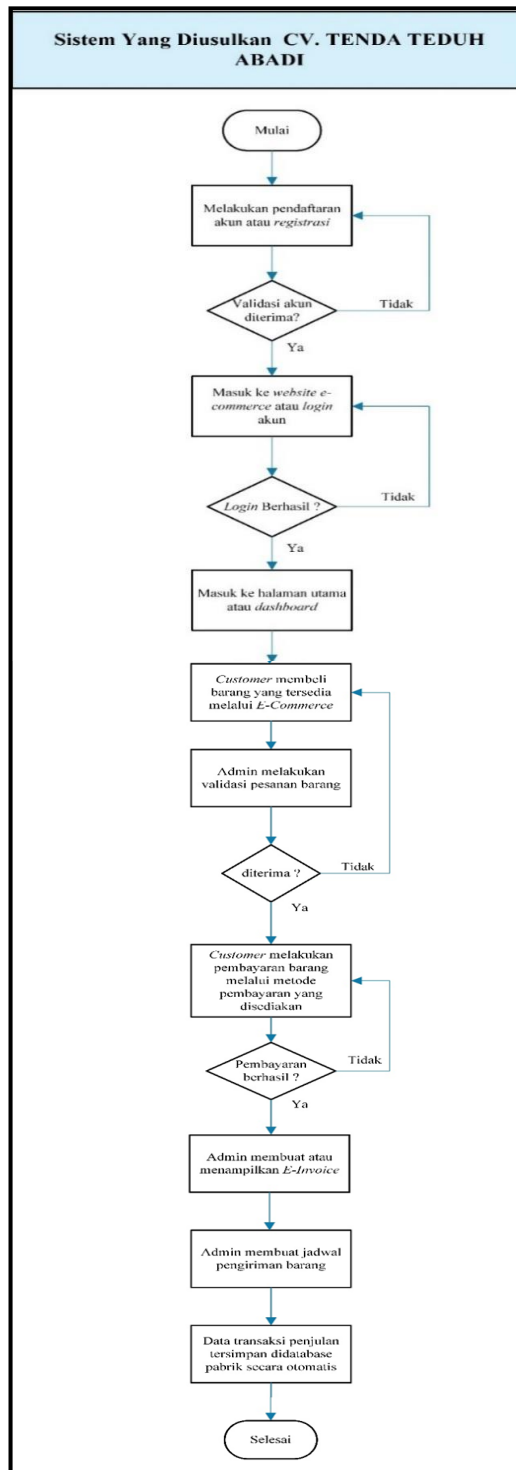 Sistem Yang Diusulkan CV. TENDA TEDUH
ABADI
Mulai
Melakukan pendaftaran
akun atau registrasi
Validasi akun
diterima?
Tidak
Ya
Masuk ke website e-
commerce atau login
akun
Login Berhasil ?
Tidak
Ya
Masuk ke halaman utama
atau dashboard
Customer membeli
barang yang tersedia
melalui E-Commerce
Admin melakukan
validasi pesanan barang
diterima ?
Tidak
Ya
Customer melakukan
pembayaran barang
melalui metode
pembayaran yang
disediakan
Pembayaran
berhasil ?
Tidak
Ya
Admin membuat atau
menampilkan E-Invoice
Admin membuat jadwal
pengiriman barang
Data transaksi penjulan
tersimpan didatabase
pabrik secara otomatis
Selesai